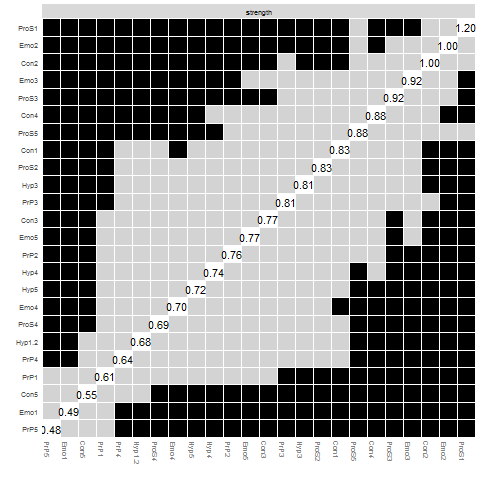 strength
ProS1 1.20
Emo2 1.00
Con2 1.00
Emo3 0.92
ProS3 0.92
Con4 0.88
ProS5 0.88
Con1 0.83
ProS2 0.83
Hyp3 0.81
PrP3 0.81
Con3 0.77
Emo5 0.77
PrP2 0.76
Hyp4 0.74
Hyp5 0.72
Emo4 0.70
ProS4 0.69
Hyp1.2 0.68
PrP4 0.64
PrP1 0.61
Con5 0.55
Emo1 0.49
PrP5 0.48
PrP5 Emo1 Con5 PrP1 PrP4 Hyp1.2 ProS4 Emo4 Hyp5 Hyp4 PrP2 Emo5 Con3 PrP3 Hyp3 ProS2 Con1 ProS5 Con4 ProS3 Emo3 Con2 Emo2 ProS1